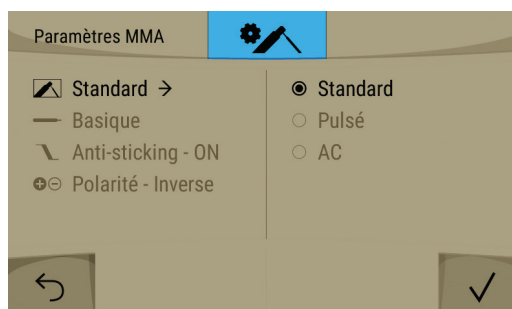 Paramètres MMA
Standard →
Basique
Anti-sticking - ON
Polarité - Inverse
Standard
Pulsé
AC